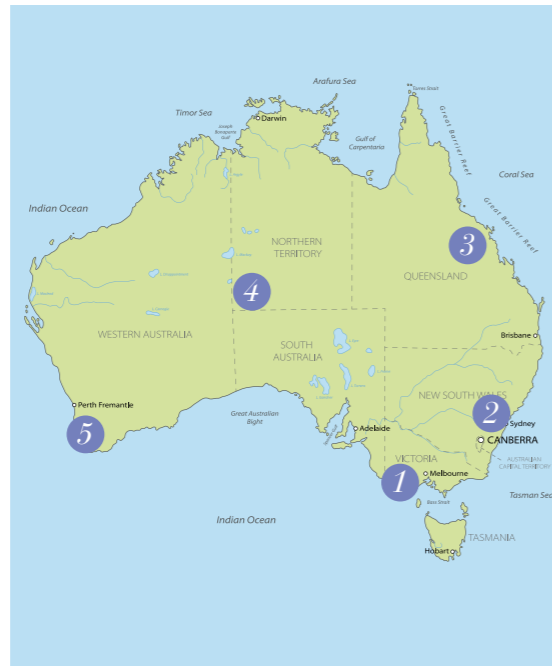 Arafura Sea
Torres Strait
Timor Sea
Darwin
Joseph
Bonaparte
Gulf
Gulf of
Carpentaria
Great Barrier Reef
Coral Sea
Indian Ocean
Great Barrier Reef
3
NORTHERN
TERRITORY
QUEENSLAND
4
WESTERN AUSTRALIA
SOUTH
AUSTRALIA
Brisbane
NEW SOUTH WALES
Perth Fremantle
2
Great Australian
Bight
Sydney
Adelaide
5
CANBERRA
VICTORIA
AUSTRALIAN
CAPITAL TERRITORY
Melbourne
1
Tasman Sea
Bass Strait
Indian Ocean
TASMANIA
Hobart